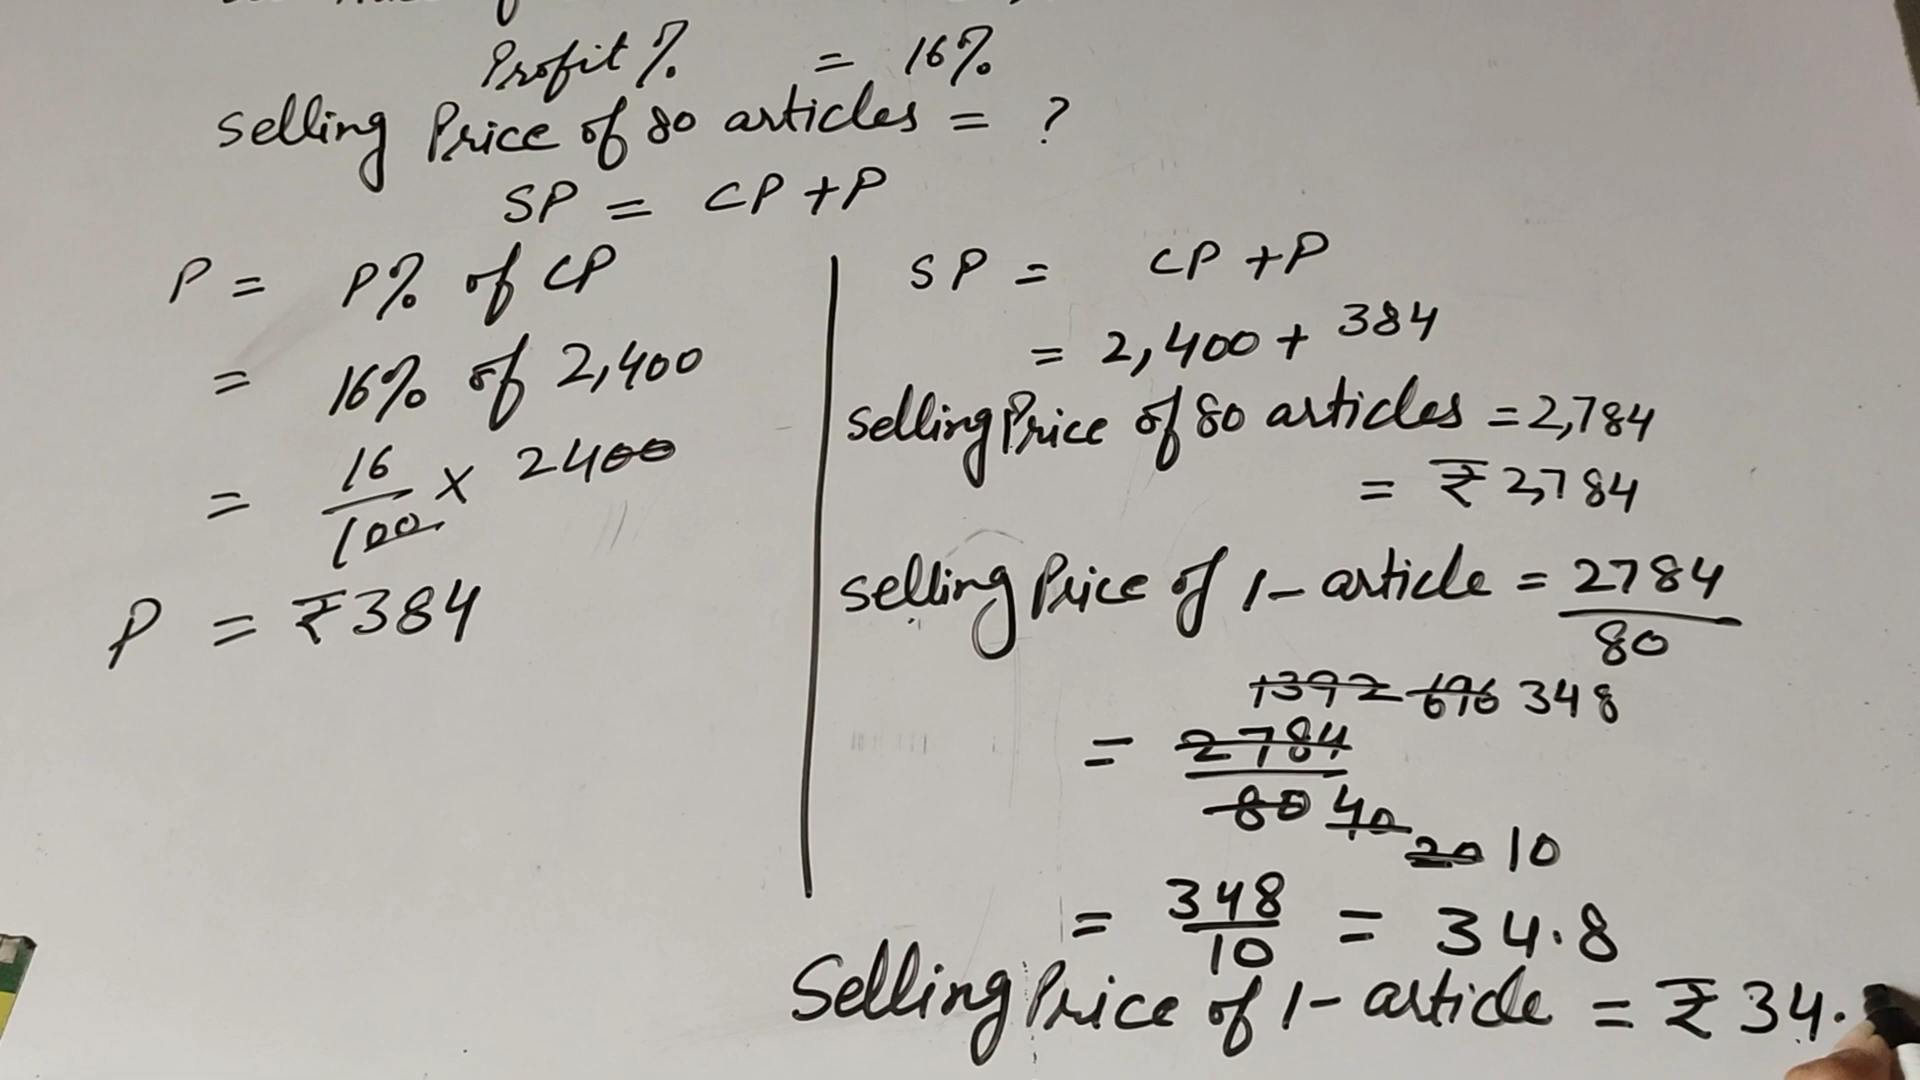 Profit % = 16%
Selling Price of 80 articles = ?
SP = CP + P
P = P% of CP
= 16% of 2,400
= 16/100 × 2400
P = ₹384
SP = CP + P
= 2,400 + 384
Selling Price of 80 articles = 2,784
= ₹ 2,784
Selling Price of 1-article = 2784/80
1392 696 348
= 2784
80 40
20 10
= 348/10 = 34.8
Selling Price of 1-article = ₹ 34.